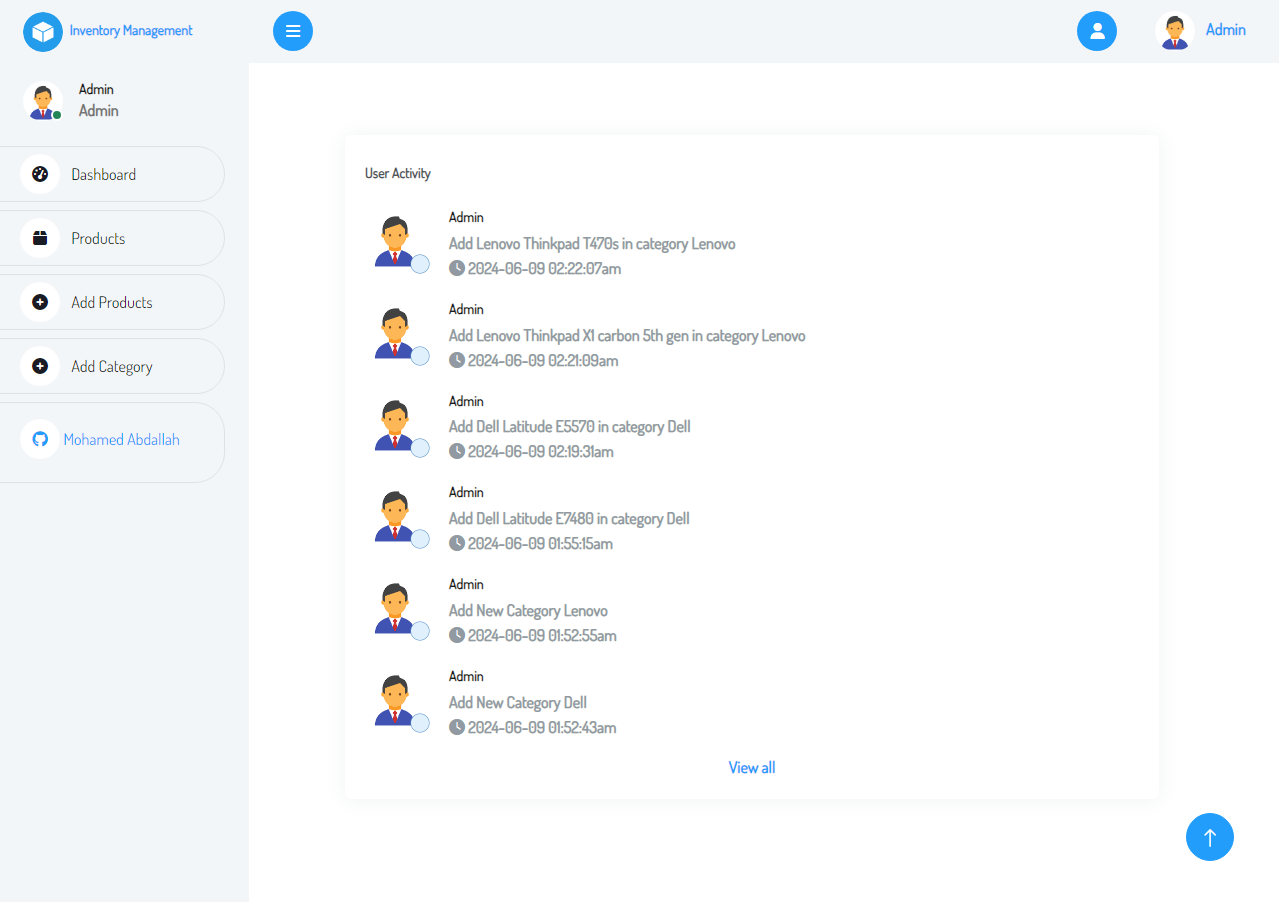 Inventory Management
Admin
Admin
Admin
Dashboard
Products
Add Products
Add Category
Mohamed Abdallah
User Activity
Admin
Add Lenovo Thinkpad T470s in category Lenovo
2024-06-09 02:22:07am
Admin
Add Lenovo Thinkpad X1 carbon 5th gen in category Lenovo
2024-06-09 02:21:09am
Admin
Add Dell Latitude E5570 in category Dell
2024-06-09 02:19:31am
Admin
Add Dell Latitude E7480 in category Dell
2024-06-09 01:55:15am
Admin
Add New Category Lenovo
2024-06-09 01:52:55am
Admin
Add New Category Dell
2024-06-09 01:52:43am
View all